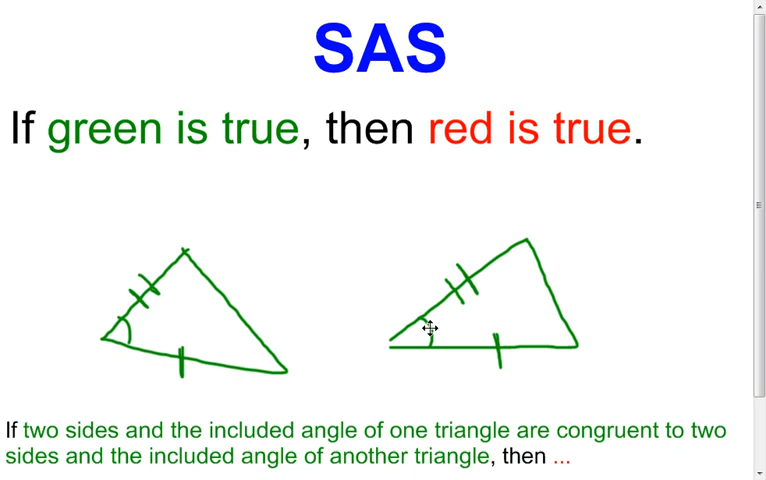 SAS
If green is true, then red is true.
If two sides and the included angle of one triangle are congruent to two
sides and the included angle of another triangle, then ...